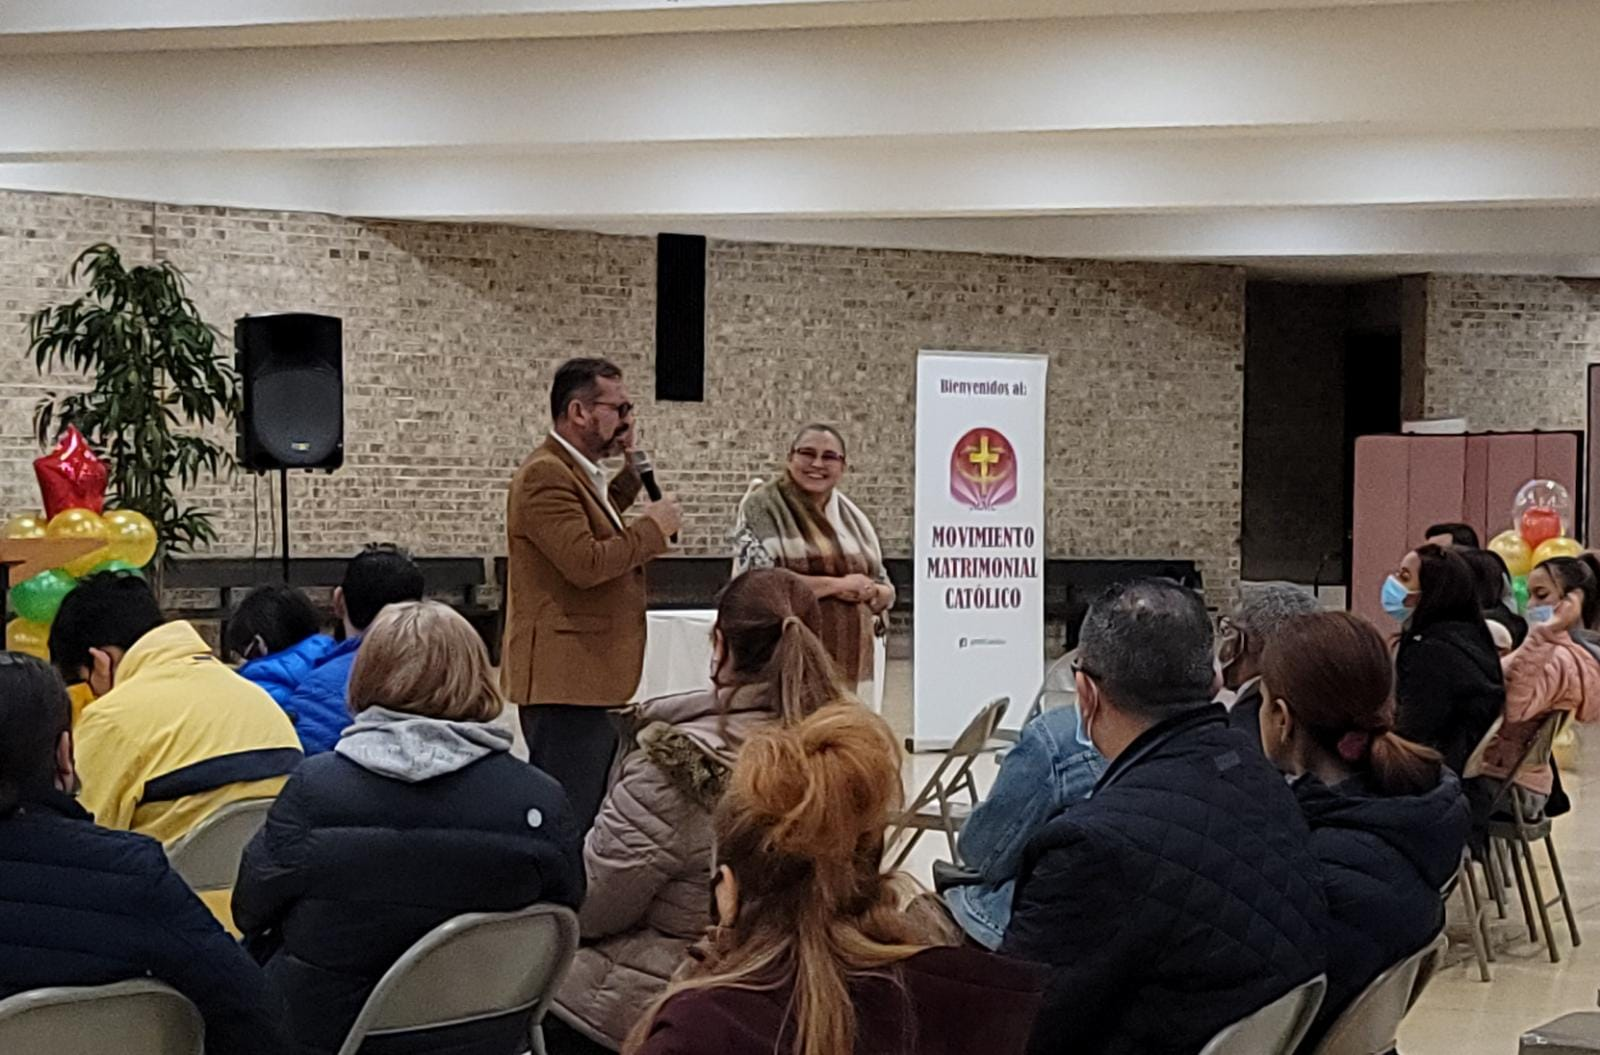 Bienvenidos al:
MOVIMIENTO
MATRIMONIAL
CATÓLICO